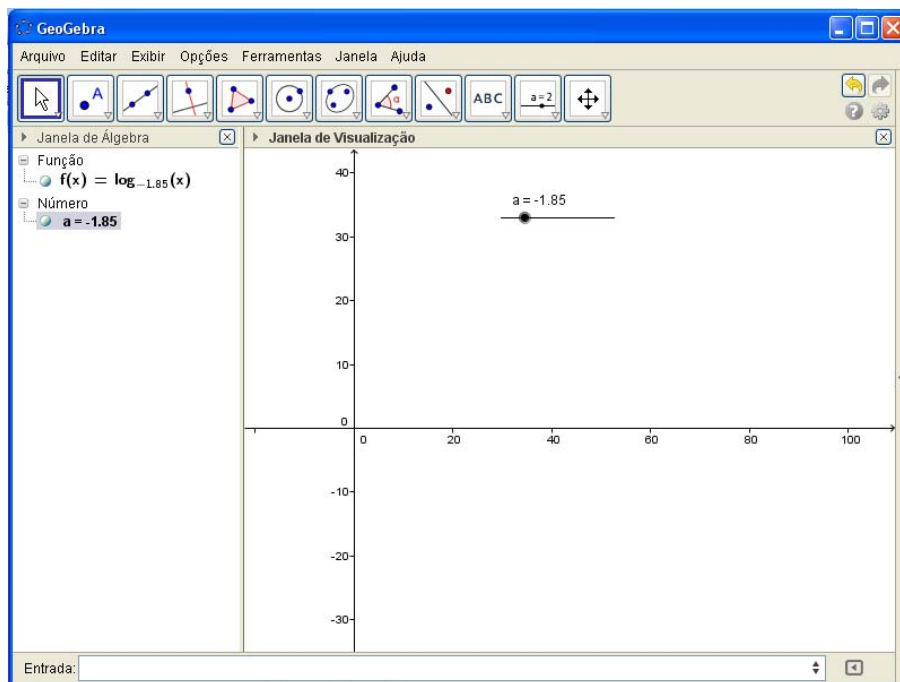 GeoGebra
Arquivo Editar Exibir Opções Ferramentas Janela Ajuda
A α ABC a=2
Janela de Álgebra
Janela de Visualização
Função
f(x) = log₋₁.₈₅(x)
Número
a = -1.85
a = -1.85
40
30
20
10
0
0 20 40 60 80 100
-10
-20
-30
Entrada: